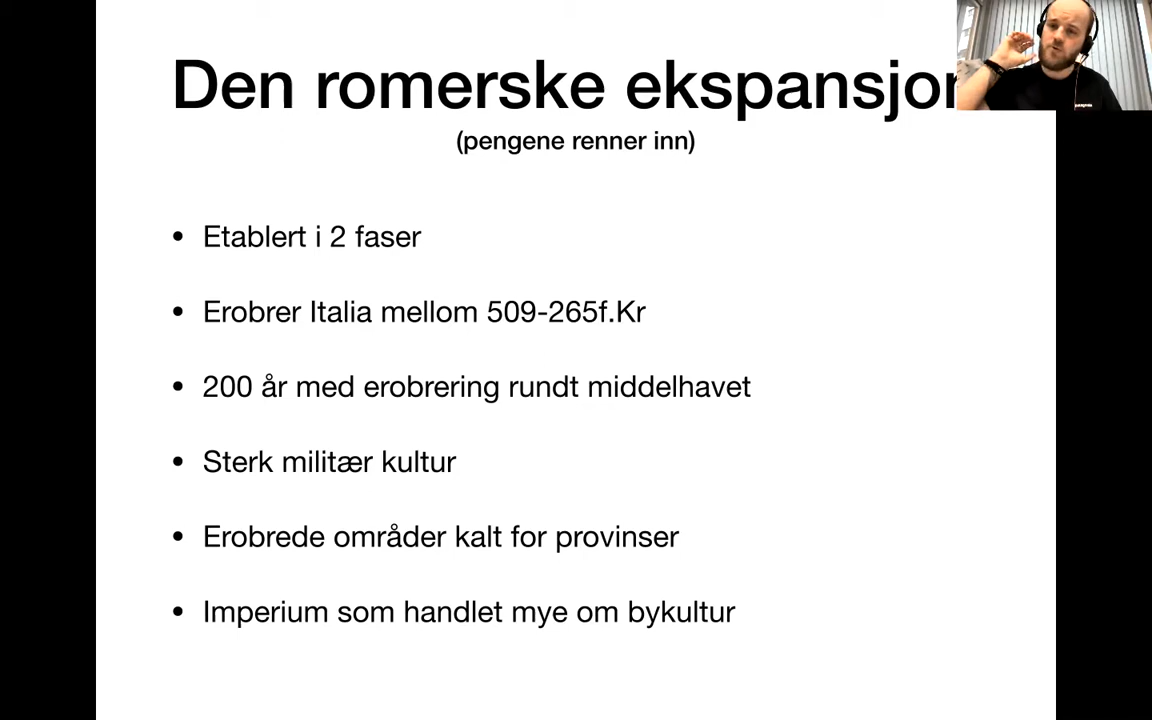 Den romerske ekspansjon
(pengene renner inn)
• Etablert i 2 faser
• Erobrer Italia mellom 509-265f.Kr
• 200 år med erobrering rundt middelhavet
• Sterk militær kultur
• Erobrede områder kalt for provinser
• Imperium som handlet mye om bykultur